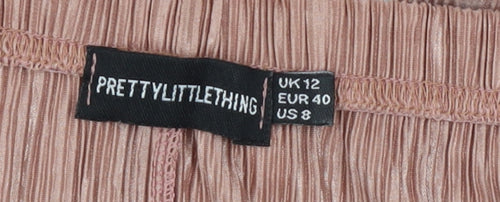 PRETTYLITTLETHING
UK 12
EUR 40
US 8